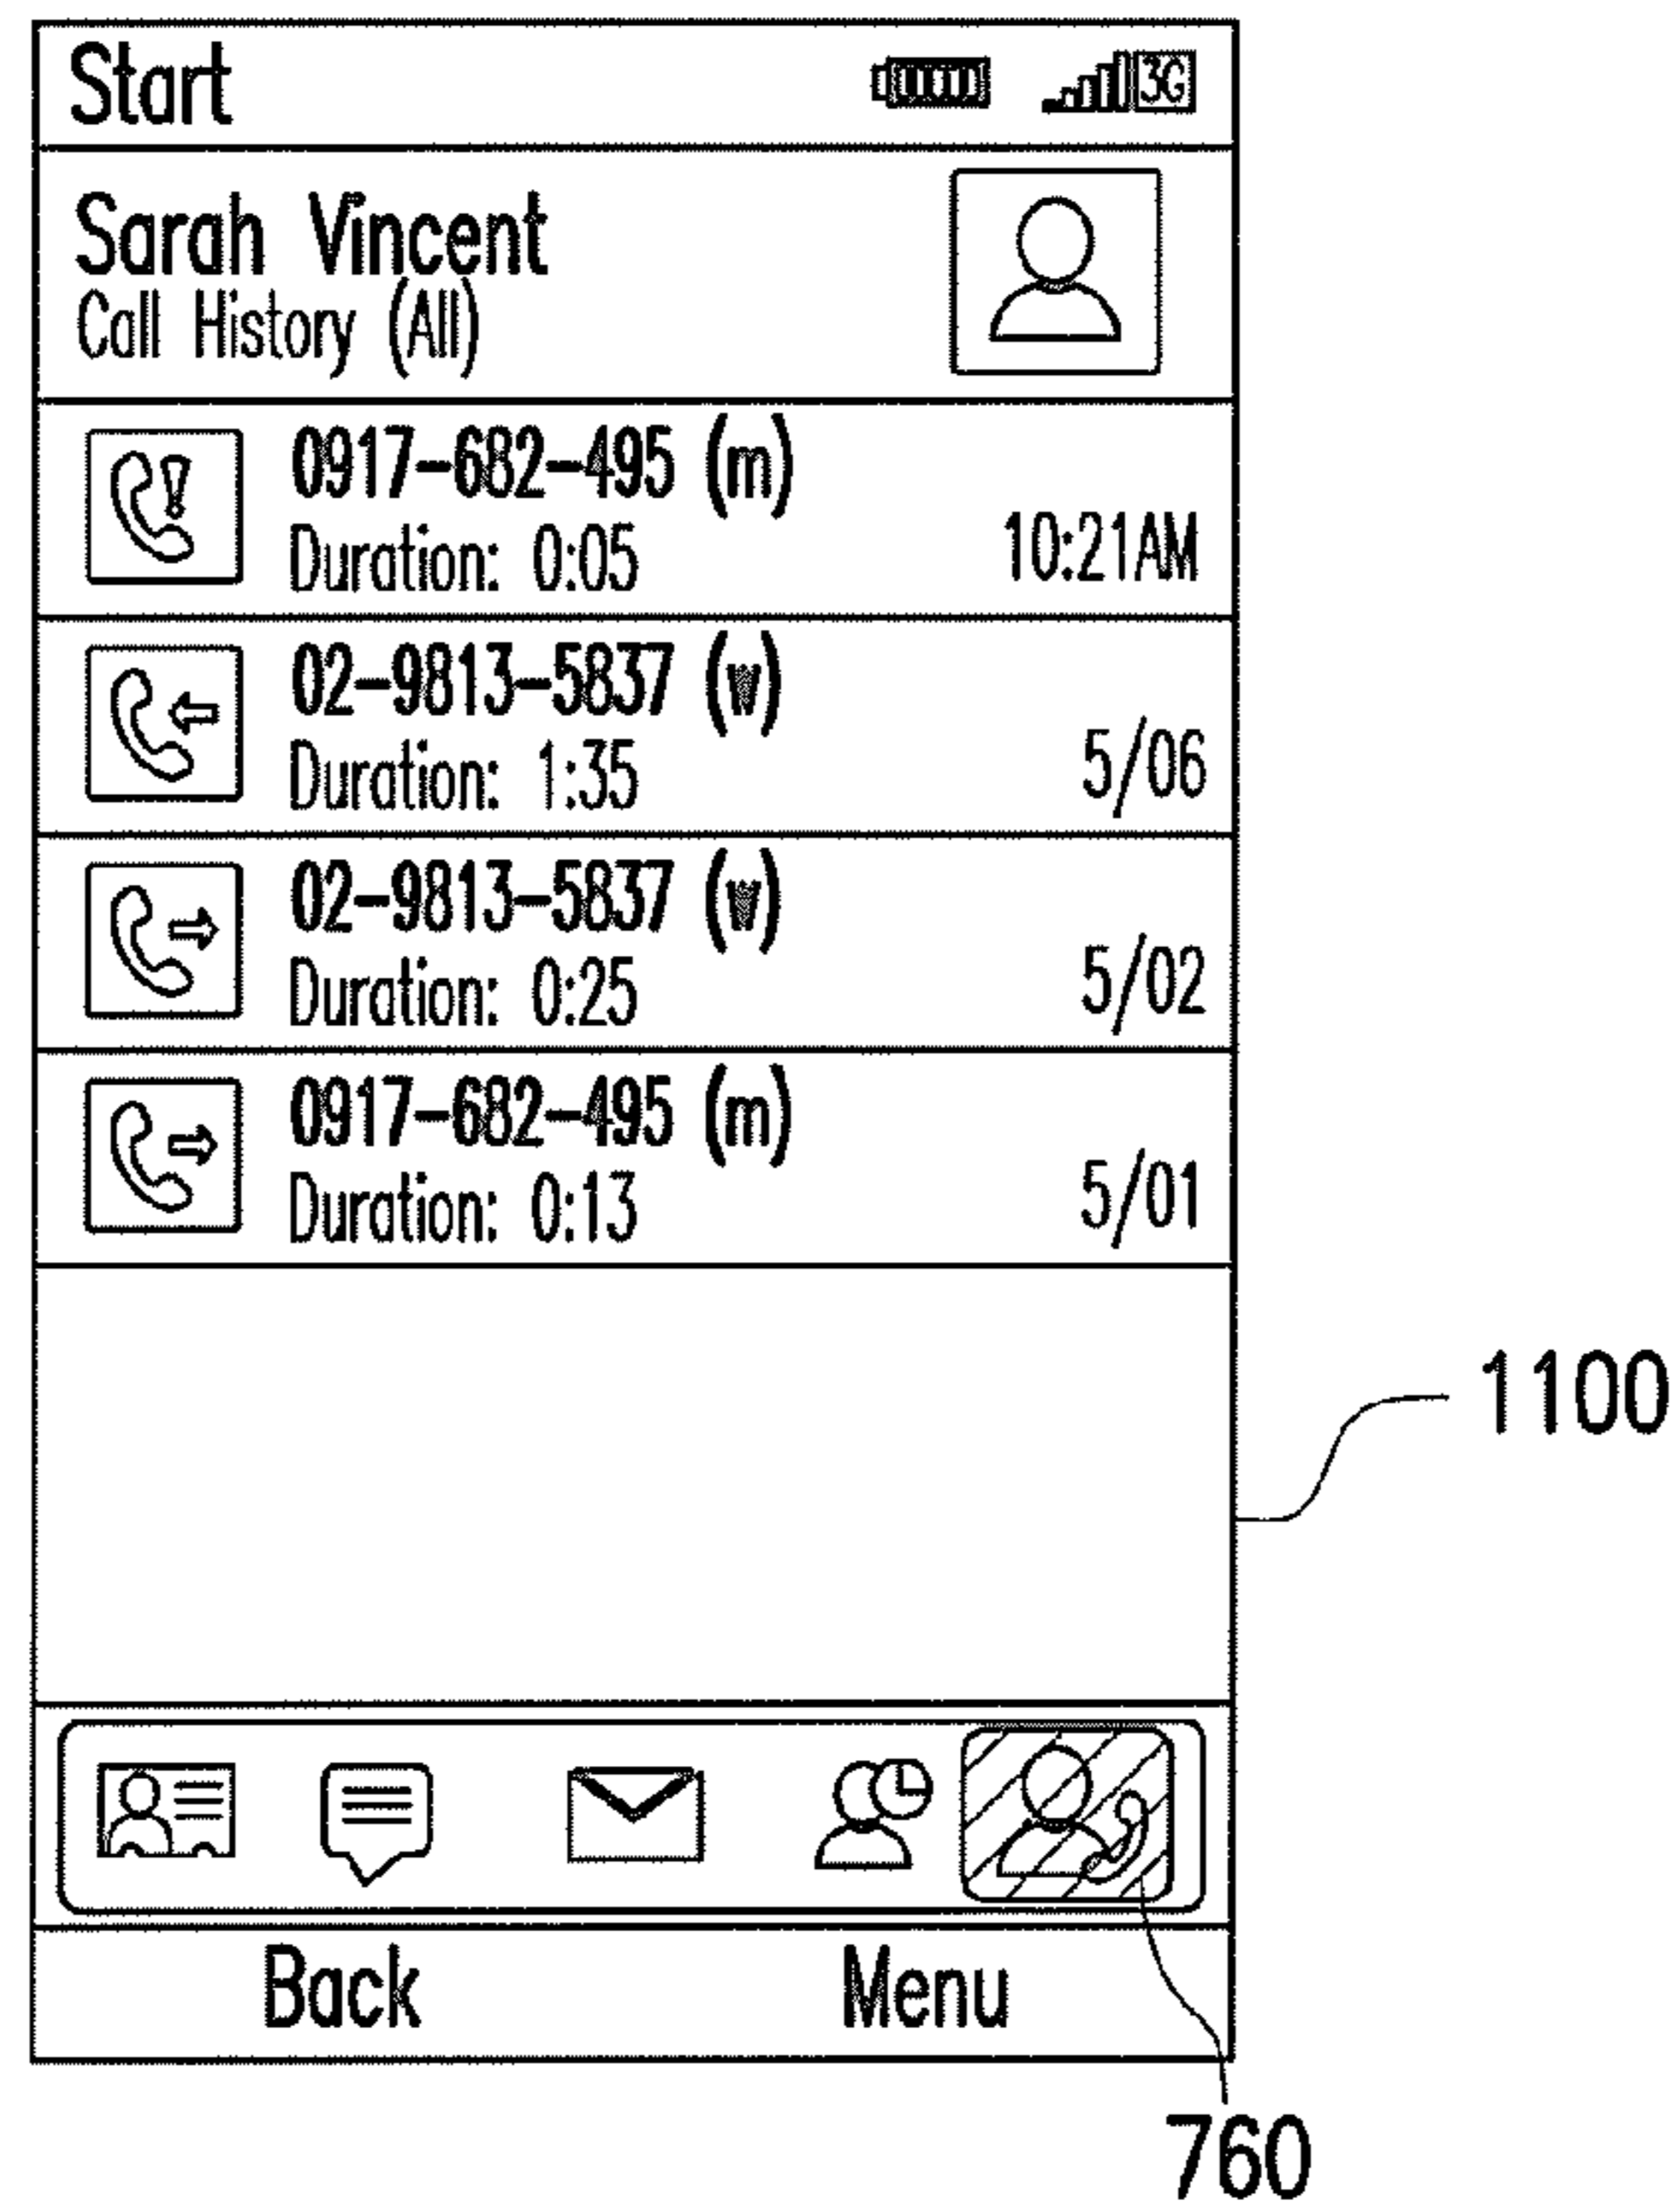 Start 3G
Sarah Vincent
Call History (All)
0917-682-495 (m)
Duration: 0:05 10:21AM
02-9813-5837 (w)
Duration: 1:35 5/06
02-9813-5837 (w)
Duration: 0:25 5/02
0917-682-495 (m)
Duration: 0:13 5/01
1100
Back Menu
760